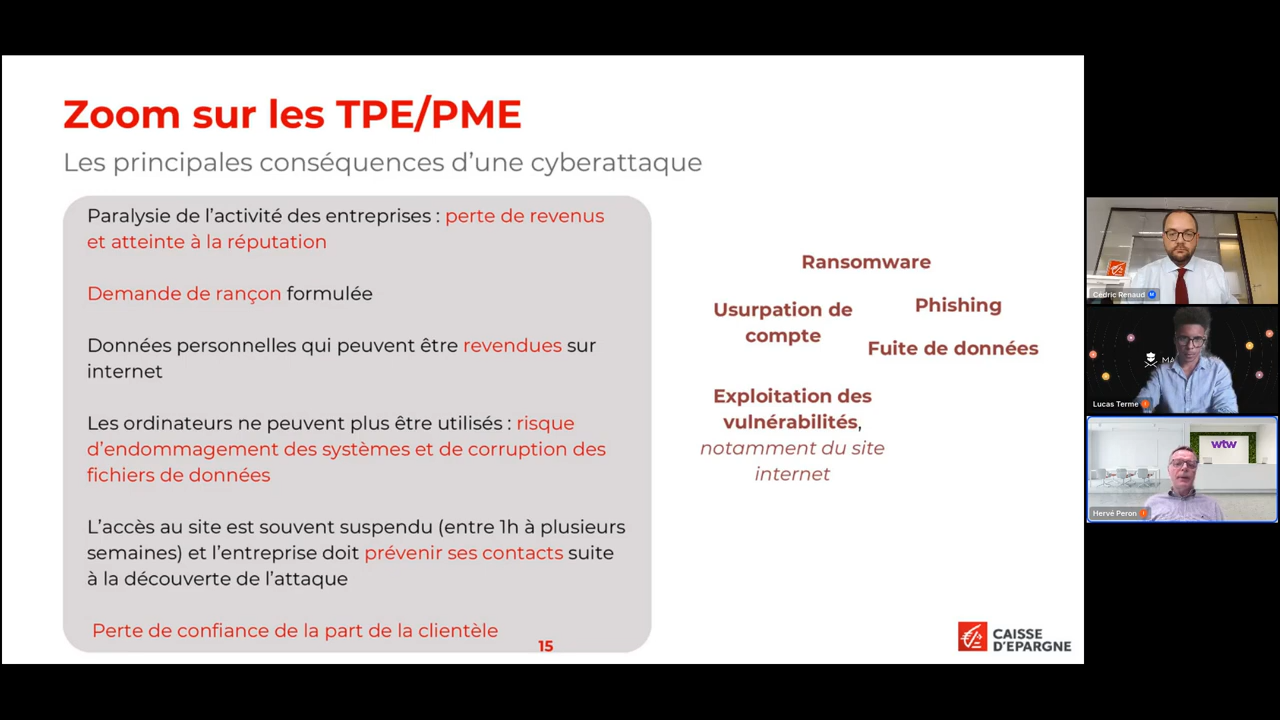 Zoom sur les TPE/PME
Les principales conséquences d’une cyberattaque
Paralysie de l’activité des entreprises : perte de revenus
et atteinte à la réputation
Demande de rançon formulée
Données personnelles qui peuvent être revendues sur
internet
Les ordinateurs ne peuvent plus être utilisés : risque
d’endommagement des systèmes et de corruption des
fichiers de données
L’accès au site est souvent suspendu (entre 1h à plusieurs
semaines) et l’entreprise doit prévenir ses contacts suite
à la découverte de l’attaque
Perte de confiance de la part de la clientèle
15
Ransomware
Usurpation de
compte
Phishing
Fuite de données
Exploitation des
vulnérabilités,
notamment du site
internet
CAISSE
D'EPARGNE
Cédric Renaud
Lucas Terme
wtw
Hervé Peron